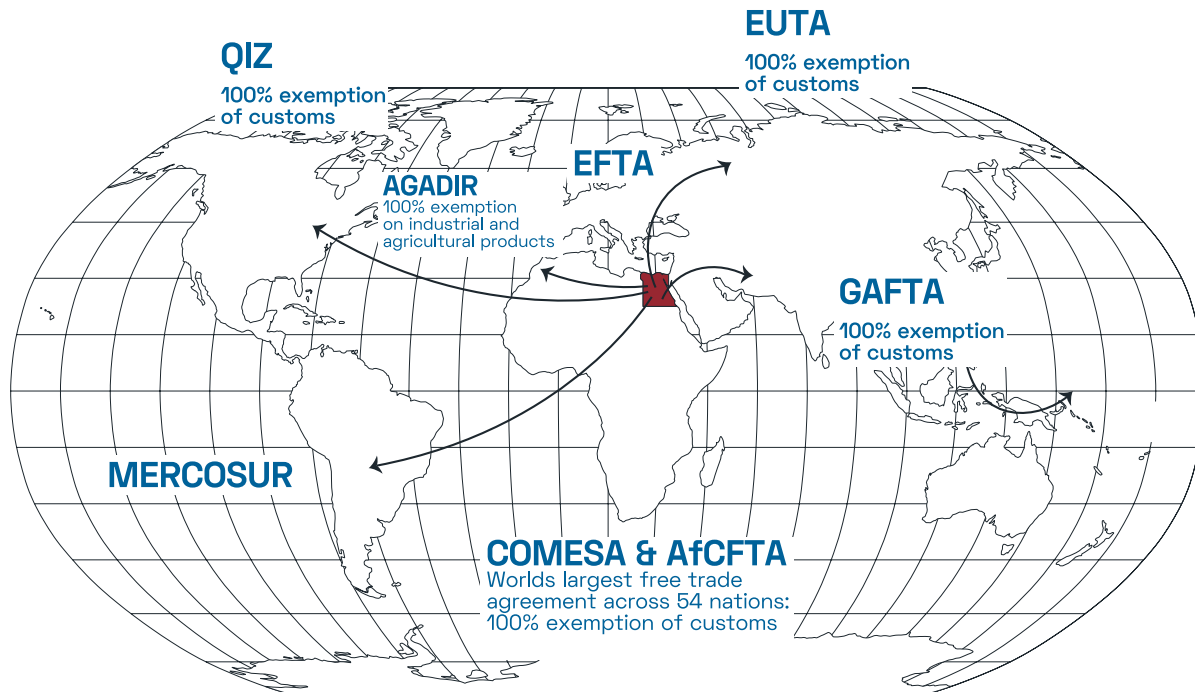 EUTA
100% exemption
of customs
QIZ
100% exemption
of customs
EFTA
AGADIR
100% exemption
on industrial and
agricultural products
GAFTA
100% exemption
of customs
MERCOSUR
COMESA & AfCFTA
Worlds largest free trade
agreement across 54 nations:
100% exemption of customs